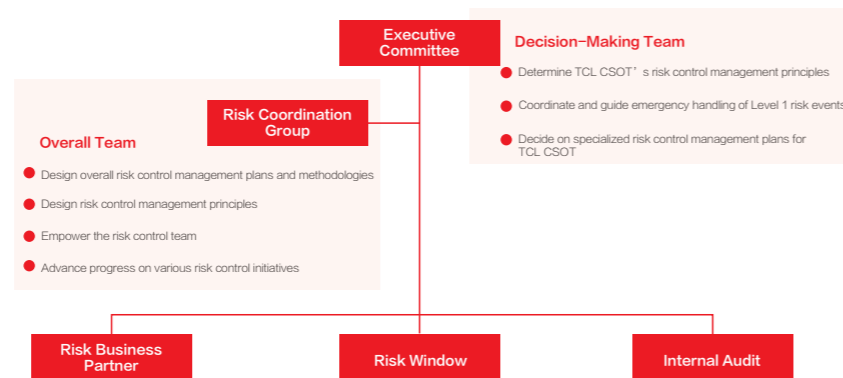 Executive
Committee
Decision-Making Team
Determine TCL CSOT's risk control management principles
Coordinate and guide emergency handling of Level 1 risk events
Decide on specialized risk control management plans for
TCL CSOT
Risk Coordination
Group
Overall Team
Design overall risk control management plans and methodologies
Design risk control management principles
Empower the risk control team
Advance progress on various risk control initiatives
Risk Business
Partner
Risk Window
Internal Audit